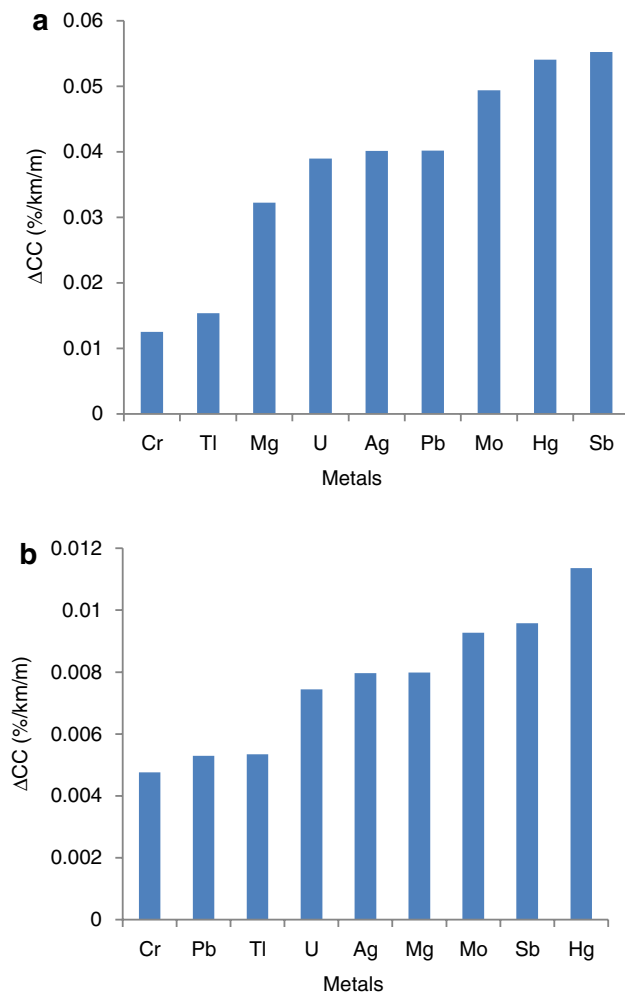 a
0.06
0.05
0.04
0.03
0.02
0.01
0
ΔCC (%/km/m)
Cr Tl Mg U Ag Pb Mo Hg Sb
Metals
b
0.012
0.01
0.008
0.006
0.004
0.002
0
ΔCC (%/km/m)
Cr Pb Tl U Ag Mg Mo Sb Hg
Metals